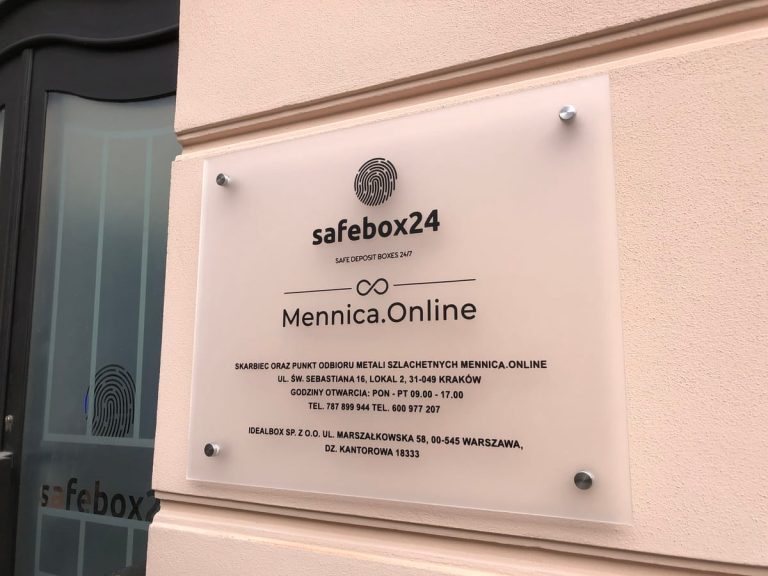 safebox24
SAFE DEPOSIT BOXES 24/7
Mennica.Online
SKARBIEC ORAZ PUNKT ODBIORU METALI SZLACHETNYCH MENNICA.ONLINE
UL. ŚW. SEBASTIANA 16, LOKAL 2, 31-049 KRAKÓW
GODZINY OTWARCIA: PON - PT 09.00 - 17.00
TEL. 787 899 944 TEL. 600 977 207
IDEALBOX SP. Z O.O. UL. MARSZAŁKOWSKA 58, 00-545 WARSZAWA,
DZ. KANTOROWA 18333
safebox24